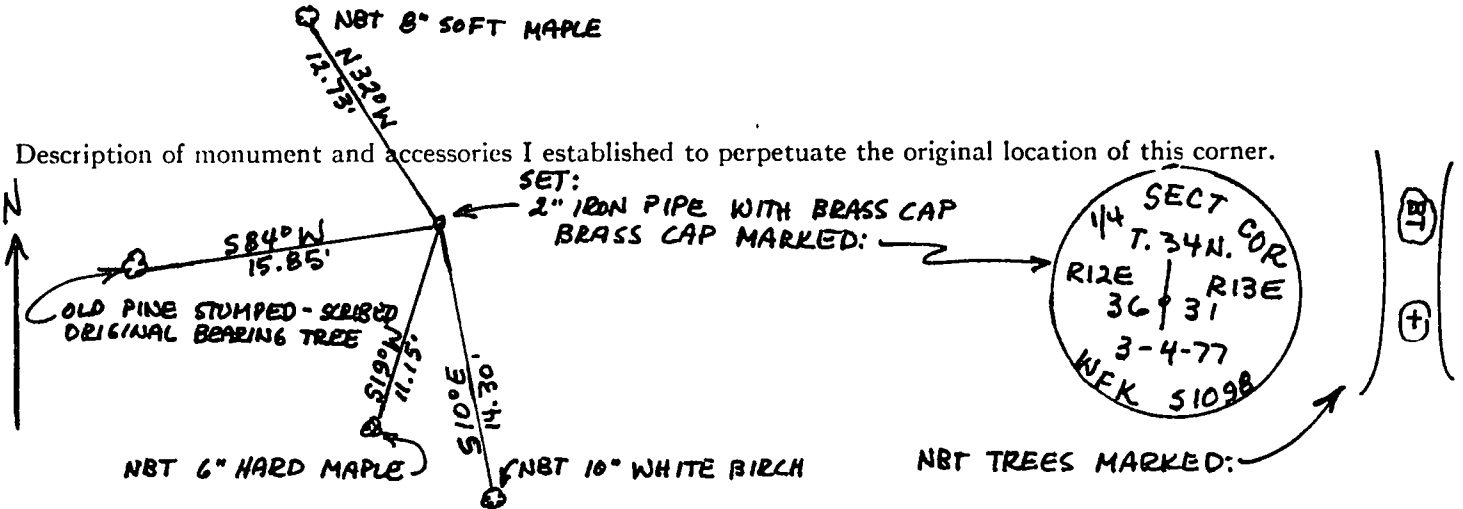 NBT 8" SOFT MAPLE
N32°W
12.73'
Description of monument and accessories I established to perpetuate the original location of this corner.
SET:
2" IRON PIPE WITH BRASS CAP
BRASS CAP MARKED:
N
S84°W
15.85'
OLD PINE STUMPED - SCRIBED
ORIGINAL BEARING TREE
S19°W
11.15'
S10°E
14.30'
NBT 6" HARD MAPLE
NBT 10" WHITE BIRCH
1/4 SECT COR
T. 34N.
R12E R13E
36 31
3-4-77
WFK S1098
NBT TREES MARKED: